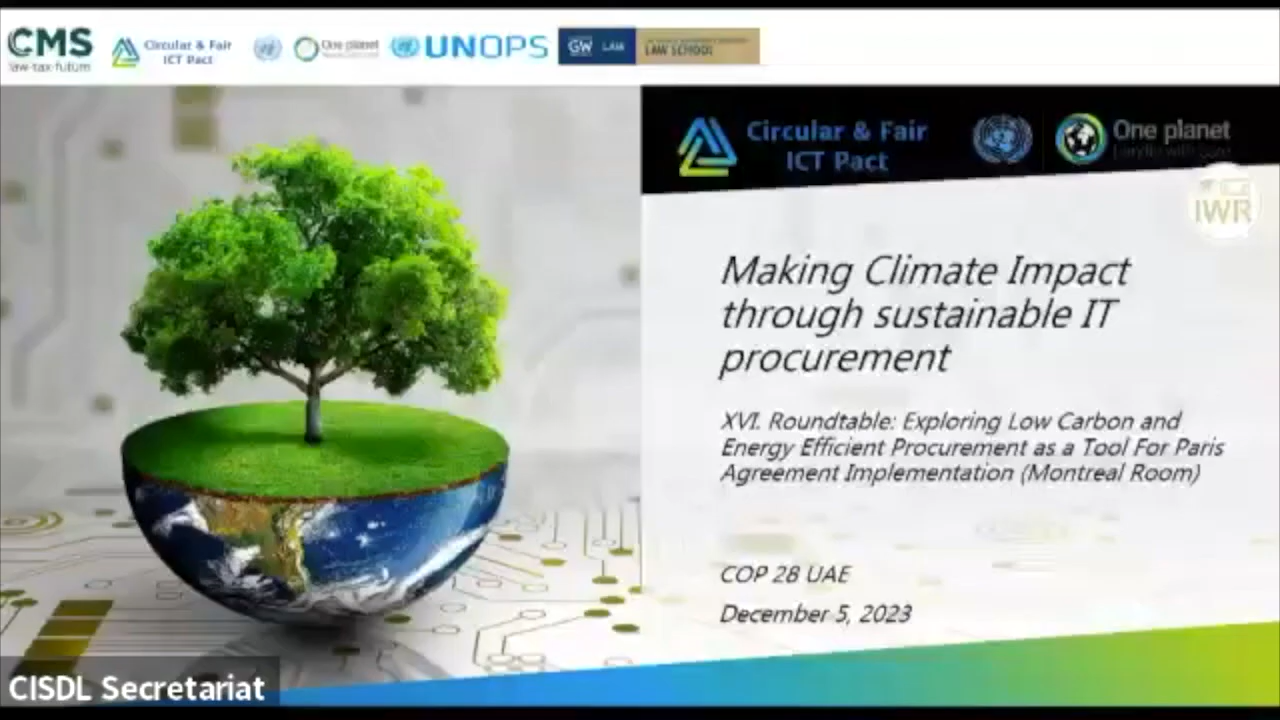 CMS
law·tax·future
Circular & Fair
ICT Pact
One planet
UNOPS
GW LAW
LAW SCHOOL
Circular & Fair
ICT Pact
One planet
IWR
Making Climate Impact
through sustainable IT
procurement
XVI. Roundtable: Exploring Low Carbon and
Energy Efficient Procurement as a Tool For Paris
Agreement Implementation (Montreal Room)
COP 28 UAE
December 5, 2023
CISDL Secretariat